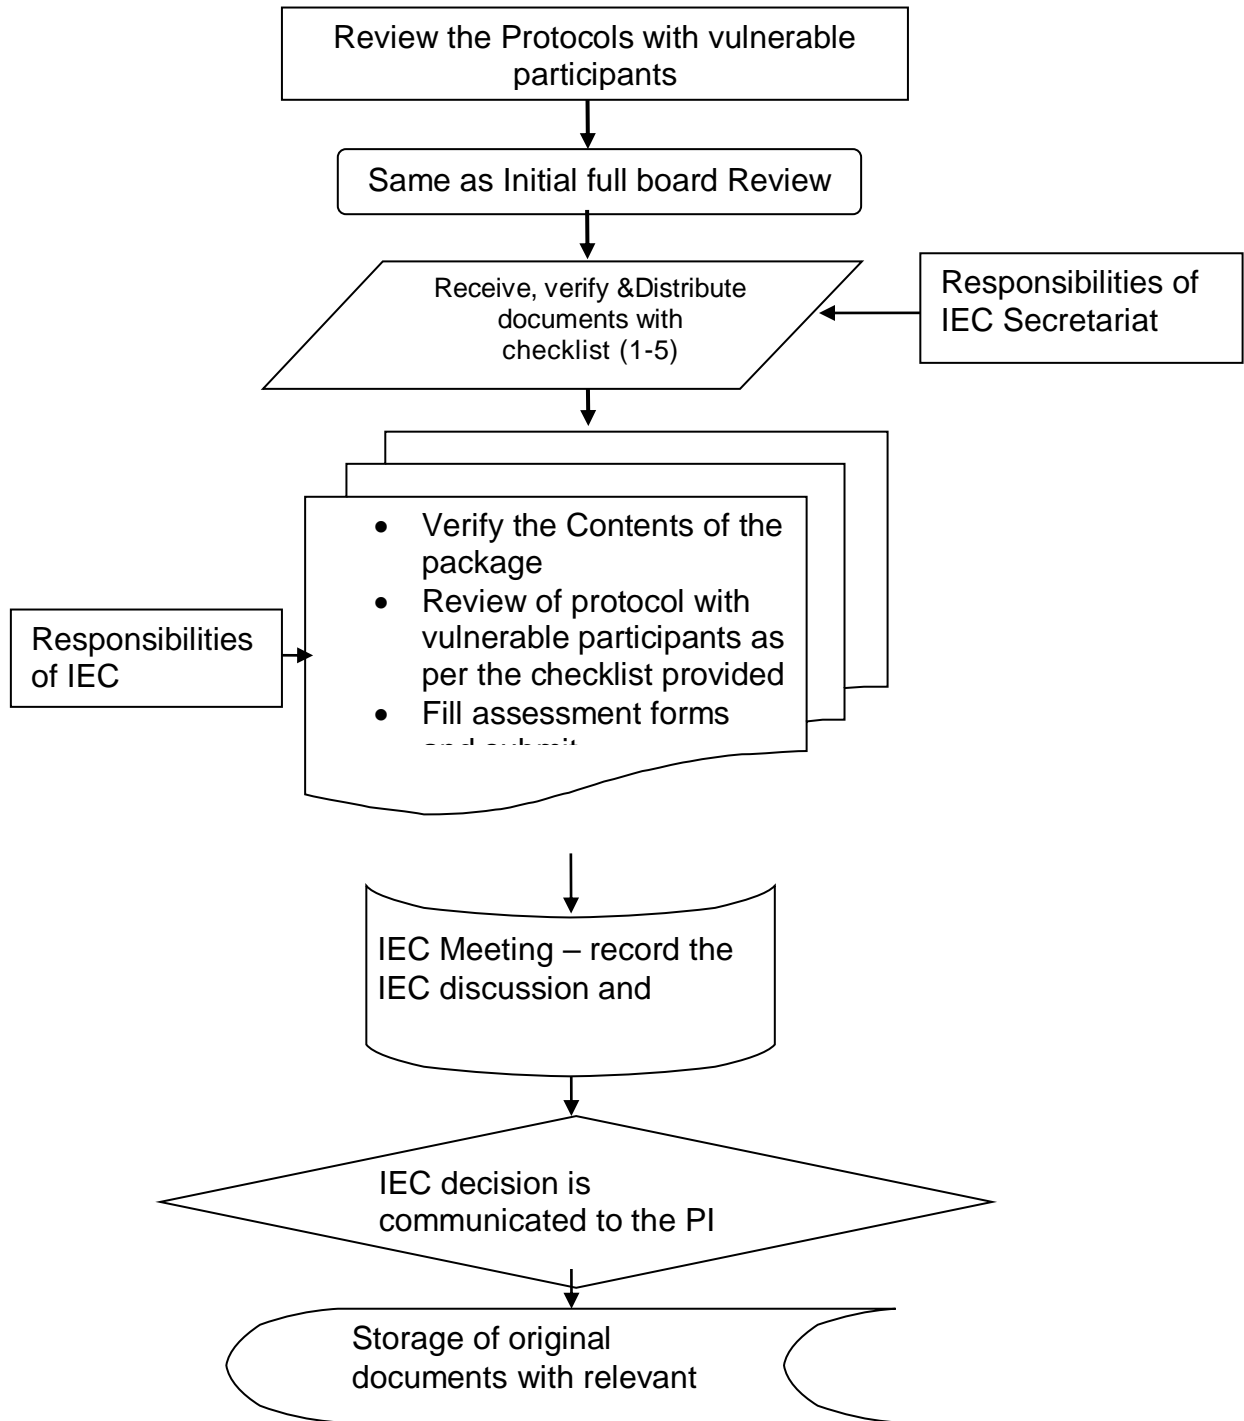 Review the Protocols with vulnerable
participants
Same as Initial full board Review
Receive, verify &Distribute
documents with
checklist (1-5)
Responsibilities of
IEC Secretariat
• Verify the Contents of the
package
• Review of protocol with
vulnerable participants as
per the checklist provided
• Fill assessment forms
and submit
Responsibilities
of IEC
IEC Meeting – record the
IEC discussion and
IEC decision is
communicated to the PI
Storage of original
documents with relevant